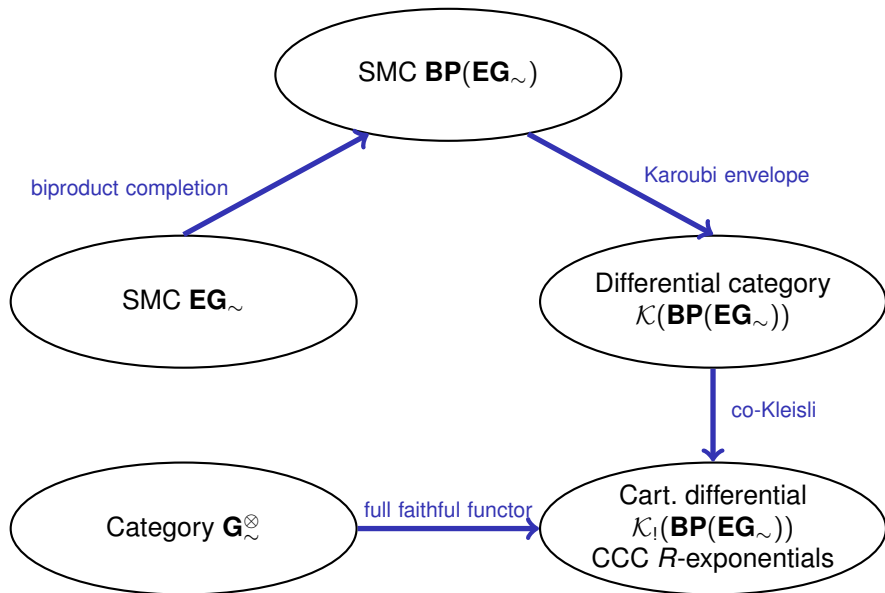 SMC BP(EG∼)
biproduct completion
Karoubi envelope
SMC EG∼
Differential category
𝒦(BP(EG∼))
co-Kleisli
Category G∼⊗
full faithful functor
Cart. differential
𝒦!(BP(EG∼))
CCC R-exponentials